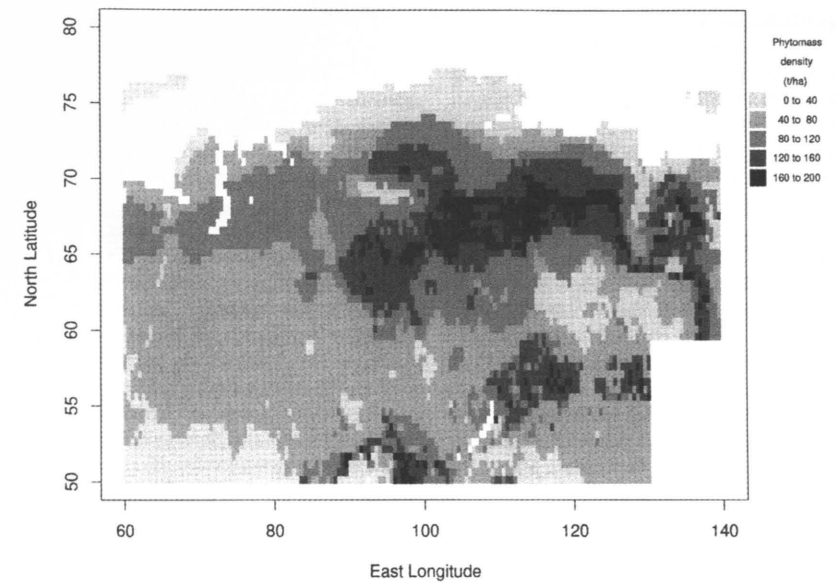 80
75
70
65
60
55
50
North Latitude
60
80
100
120
140
East Longitude
Phytomass
density
(t/ha)
0 to 40
40 to 80
80 to 120
120 to 160
160 to 200